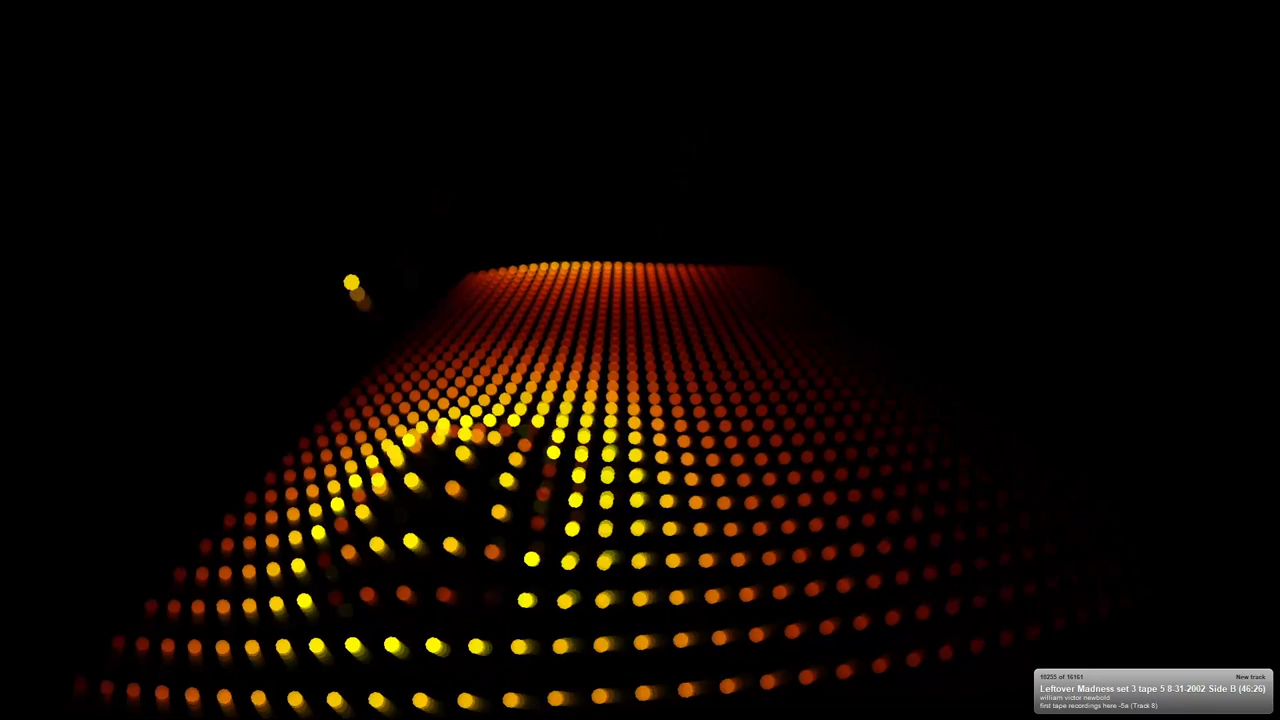 10255 of 16161 New track
Leftover Madness set 3 tape 5 8-31-2002 Side B (46:26)
william victor newbold
first tape recordings here -5a (Track 8)